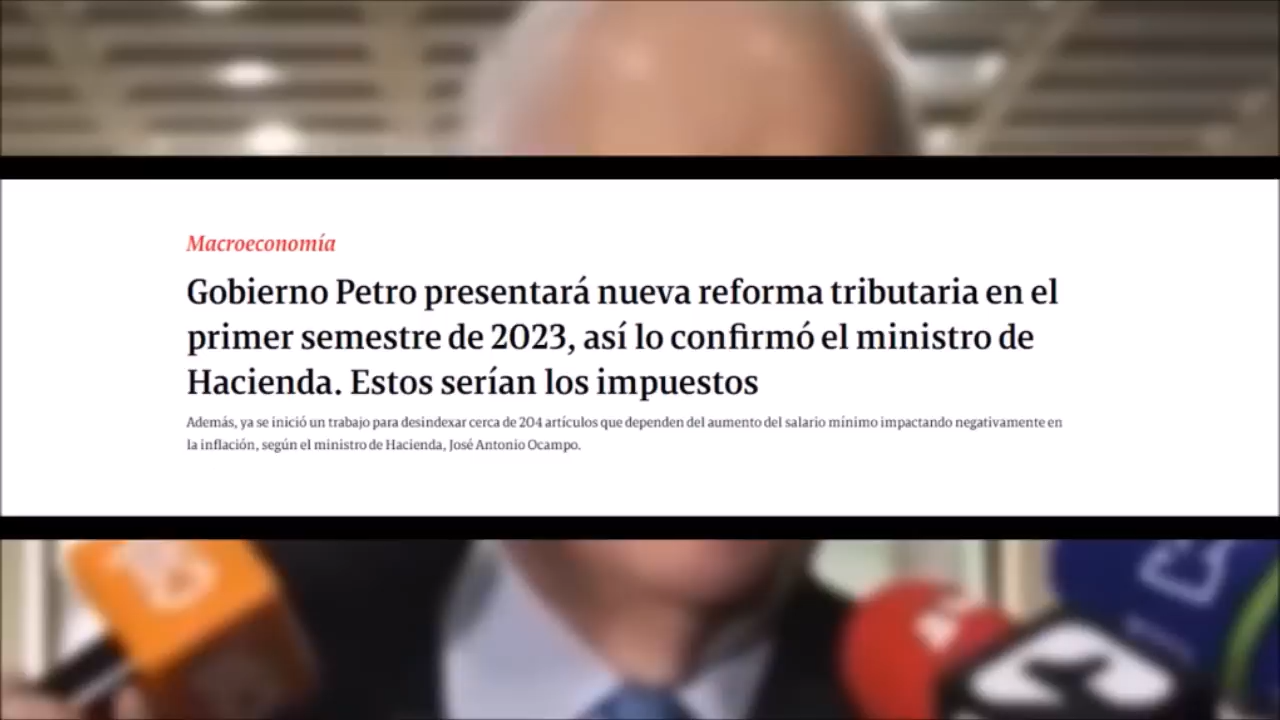 Macroeconomía
Gobierno Petro presentará nueva reforma tributaria en el
primer semestre de 2023, así lo confirmó el ministro de
Hacienda. Estos serían los impuestos
Además, ya se inició un trabajo para desindexar cerca de 204 artículos que dependen del aumento del salario mínimo impactando negativamente en
la inflación, según el ministro de Hacienda, José Antonio Ocampo.